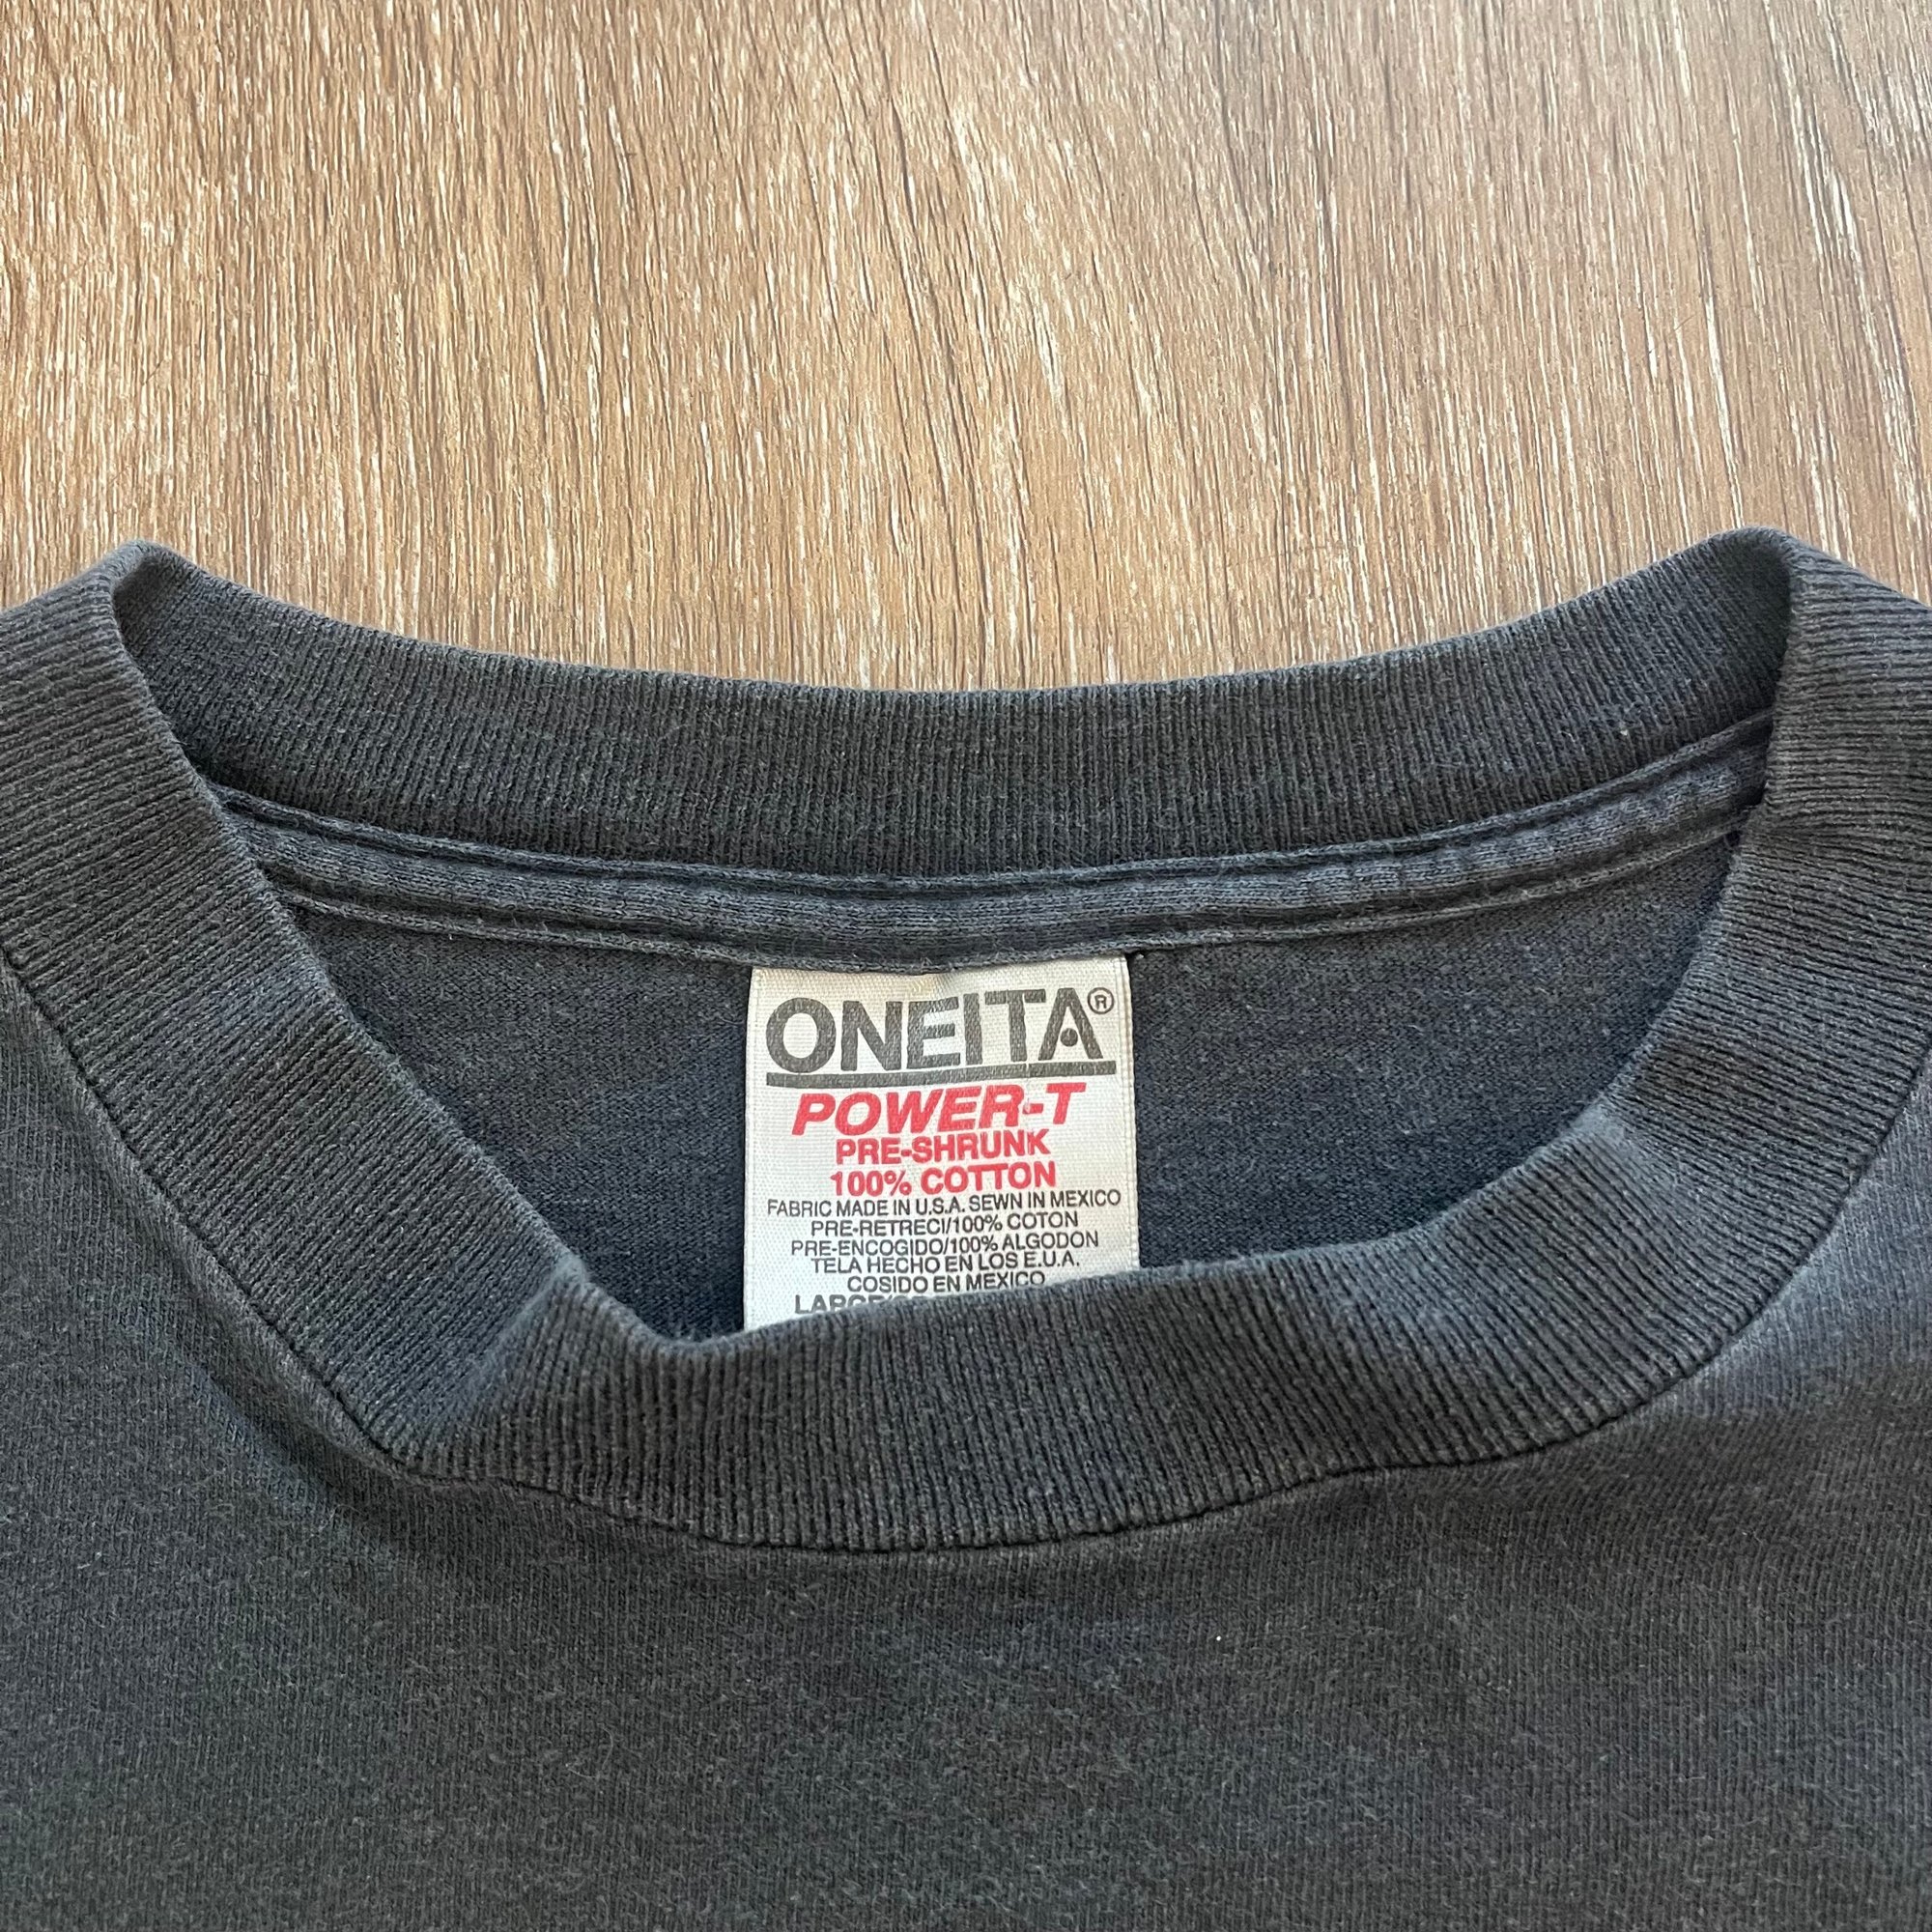 ONEITA®
POWER-T
PRE-SHRUNK
100% COTTON
FABRIC MADE IN U.S.A. SEWN IN MEXICO
PRE-RETRECI/100% COTON
PRE-ENCOGIDO/100% ALGODON
TELA HECHO EN LOS E.U.A.
COSIDO EN MEXICO